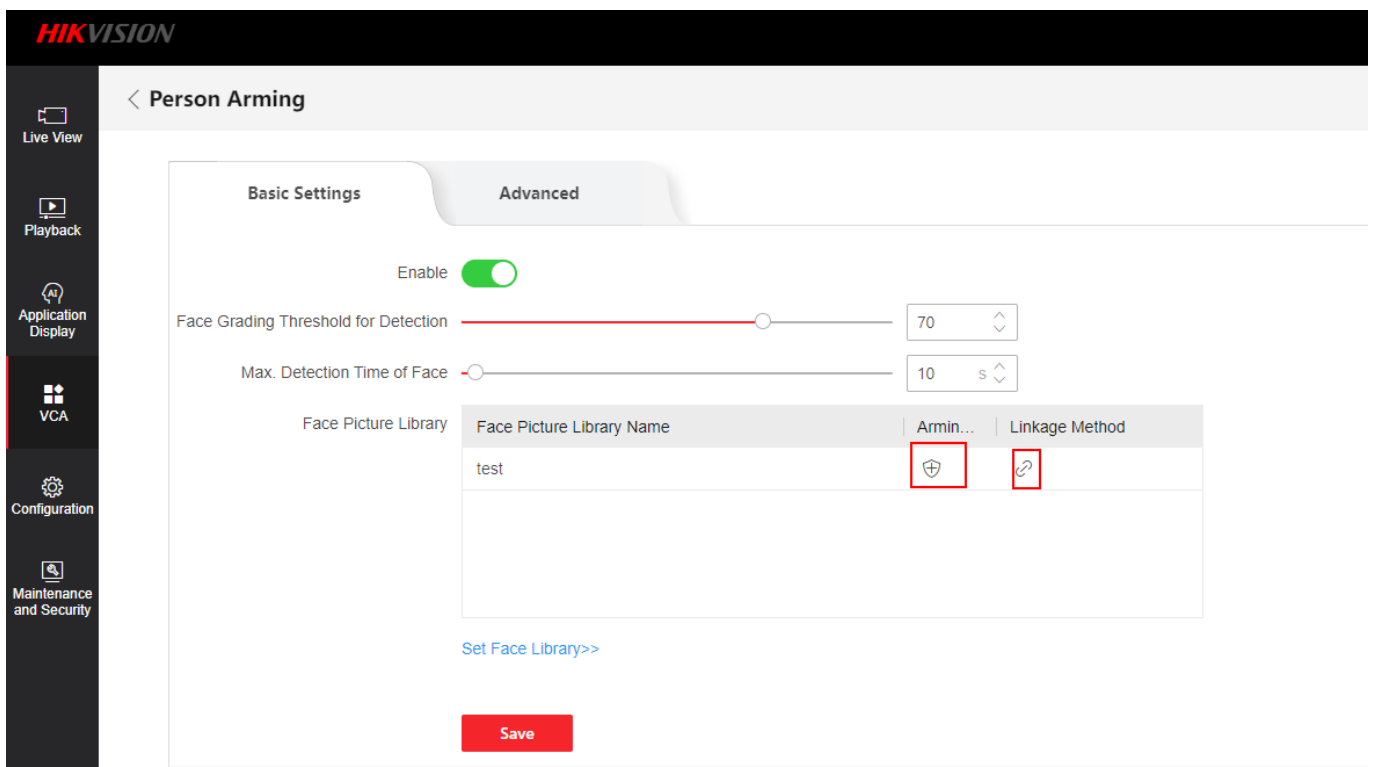 HIKVISION
Live View
Playback
AI
Application
Display
VCA
Configuration
Maintenance
and Security
Person Arming
Basic Settings
Advanced
Enable
Face Grading Threshold for Detection 70
Max. Detection Time of Face 10 s
Face Picture Library
Face Picture Library Name Armin... Linkage Method
test
Set Face Library>>
Save